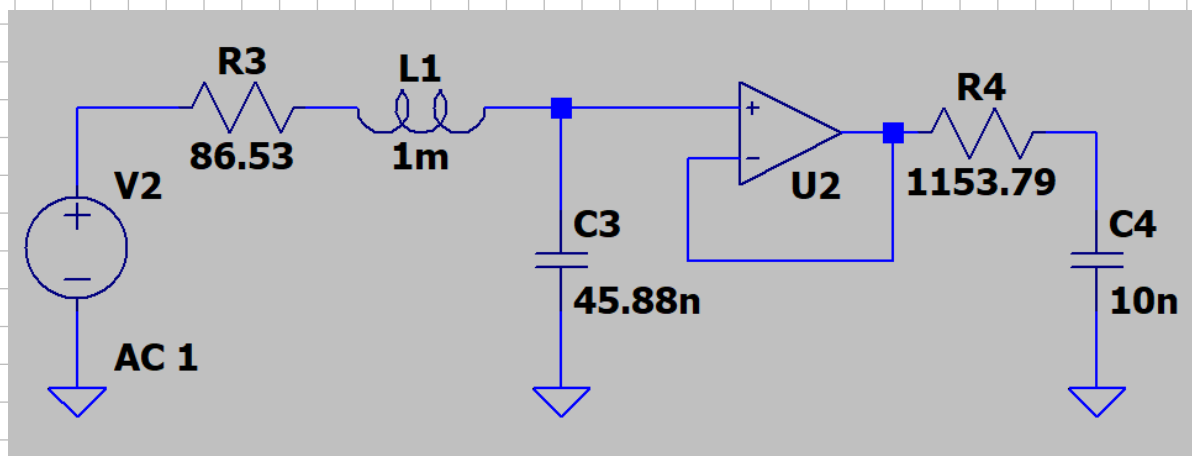 R3
86.53
L1
1m
V2
+
−
AC 1
C3
45.88n
+
−
U2
R4
1153.79
C4
10n